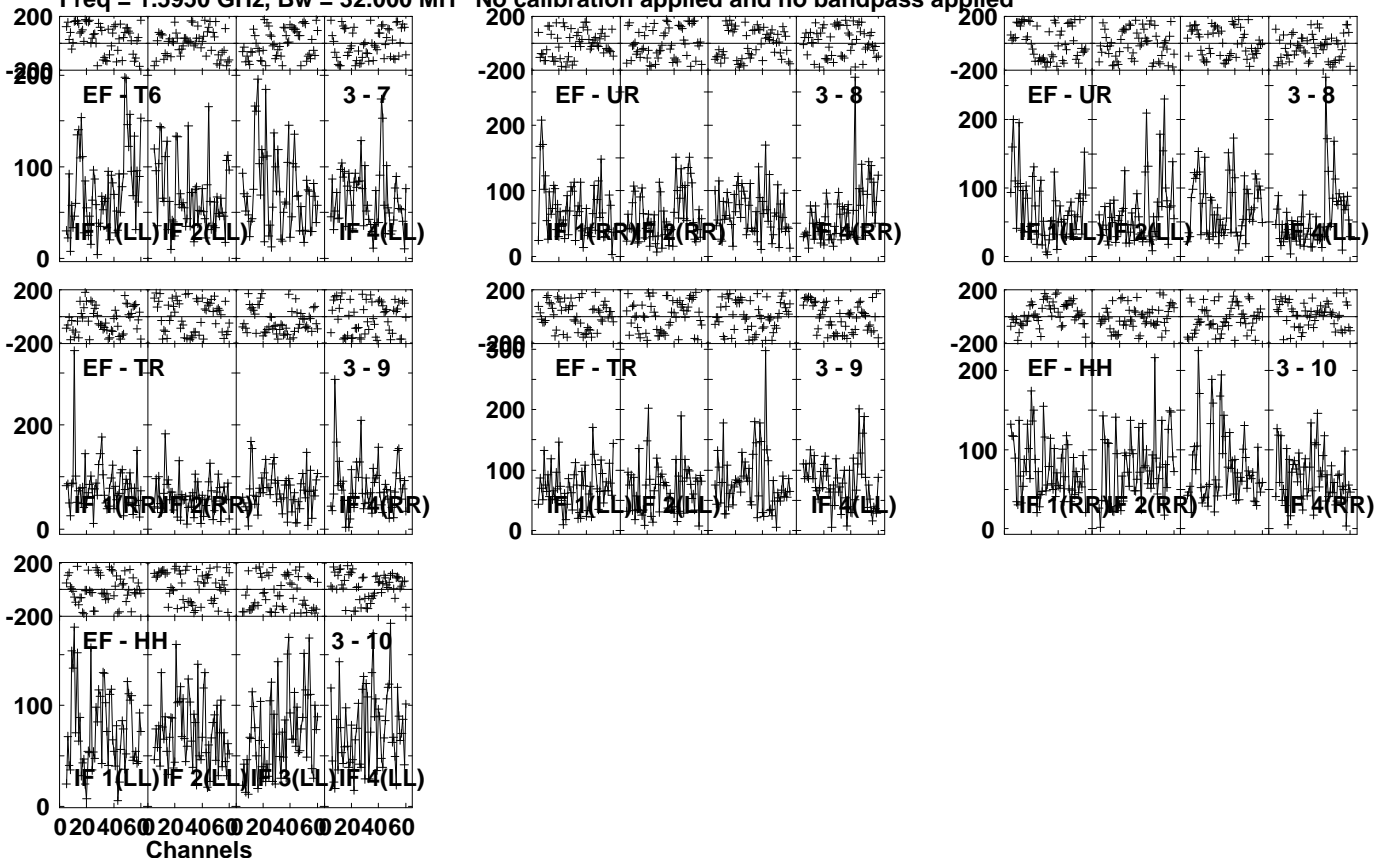 Freq = 1.5950 GHz, Bw = 32.000 MH No calibration applied and no bandpass applied
200
-200
200
100
0
EF - T6 3 - 7
IF 1(LL) IF 2(LL) IF 4(LL)
200
-200
200
100
0
EF - UR 3 - 8
IF 1(RR) IF 2(RR) IF 4(RR)
200
-200
200
100
0
EF - UR 3 - 8
IF 1(LL) IF 2(LL) IF 4(LL)
200
-200
200
0
EF - TR 3 - 9
IF 1(RR) IF 2(RR) IF 4(RR)
200
-200
300
200
100
0
EF - TR 3 - 9
IF 1(LL) IF 2(LL) IF 4(LL)
200
-200
200
100
0
EF - HH 3 - 10
IF 1(RR) IF 2(RR) IF 4(RR)
200
-200
100
0
EF - HH 3 - 10
IF 1(LL) IF 2(LL) IF 3(LL) IF 4(LL)
0 20 40 60 0 20 40 60 0 20 40 60 0 20 40 60
Channels